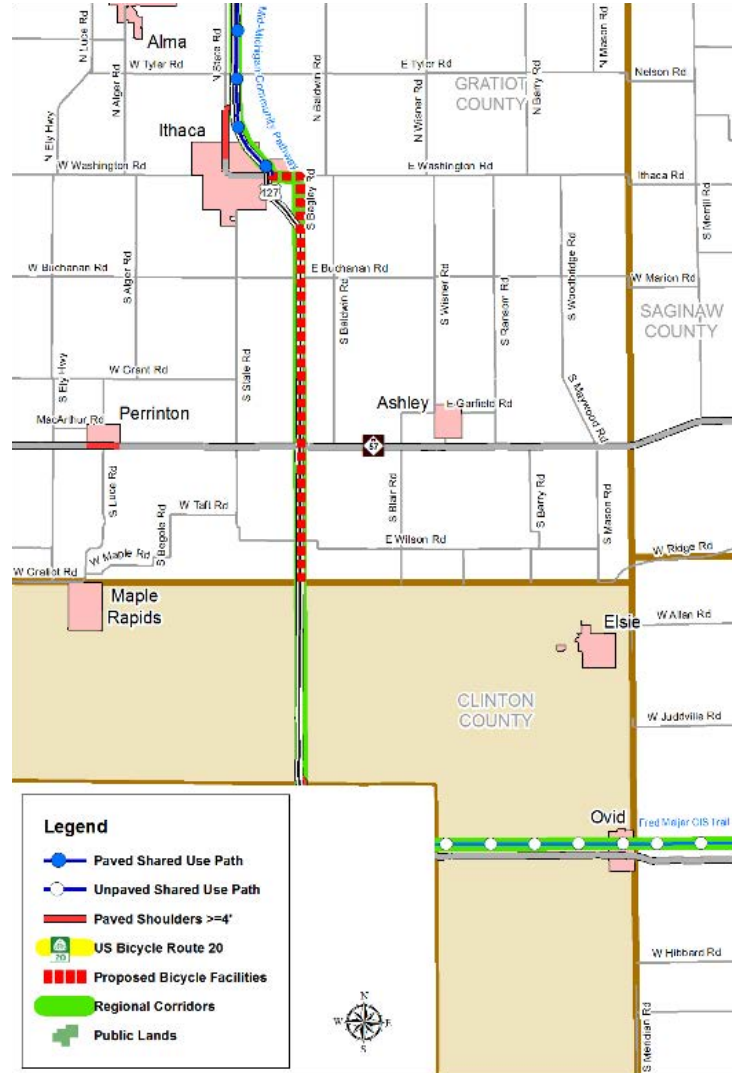 Alma
N Luce Rd
N Alger Rd
N State Rd
Mid-Michigan Community Pathway
N Baldwin Rd
N Wisner Rd
N Barry Rd
N Mason Rd
W Tyler Rd
E Tyler Rd
Nelson Rd
GRATIOT
COUNTY
N Ely Hwy
Ithaca
W Washington Rd
E Washington Rd
Ithaca Rd
127
S Begley Rd
S Merrill Rd
W Buchanan Rd
S Alger Rd
E Buchanan Rd
S Baldwin Rd
S Wisner Rd
S Ransom Rd
S Woodbridge Rd
W Marion Rd
SAGINAW
COUNTY
S Ely Hwy
W Grant Rd
S State Rd
S Maywood Rd
MacArthur Rd
Perrinton
Ashley
E Garfield Rd
57
S Luce Rd
W Taft Rd
S Begole Rd
S Blair Rd
S Barry Rd
S Mason Rd
E Wilson Rd
W Maple Rd
W Gratiot Rd
W Ridge Rd
Maple
Rapids
Elsie
W Allan Rd
CLINTON
COUNTY
W Juddville Rd
Ovid
Fred Meijer CIS Trail
W Hibbard Rd
S Meridian Rd
Legend
Paved Shared Use Path
Unpaved Shared Use Path
Paved Shoulders >=4'
20
US Bicycle Route 20
Proposed Bicycle Facilities
Regional Corridors
Public Lands
N
W
E
S